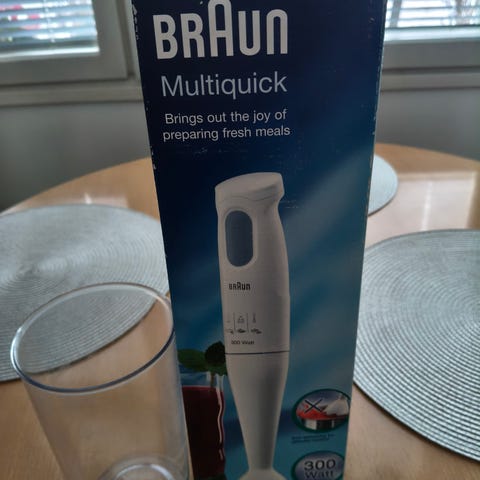 BRAUN
Multiquick
Brings out the joy of
preparing fresh meals
BRAUN
300 Watt
300
Watt